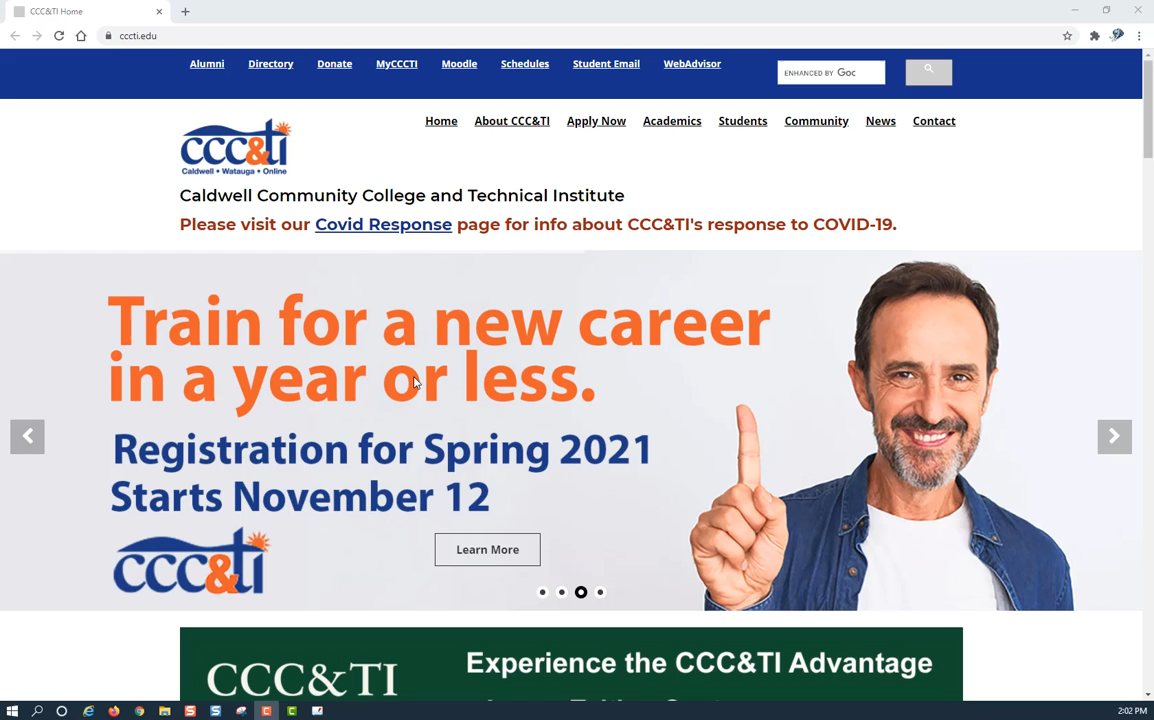 CCC&TI Home
cccti.edu
Alumni Directory Donate MyCCCTI Moodle Schedules Student Email WebAdvisor
ENHANCED BY Goo
Home About CCC&TI Apply Now Academics Students Community News Contact
ccc&ti
Caldwell • Watauga • Online
Caldwell Community College and Technical Institute
Please visit our Covid Response page for info about CCC&TI's response to COVID-19.
Train for a new career
in a year or less.
Registration for Spring 2021
Starts November 12
Learn More
ccc&ti
CCC&TI
Experience the CCC&TI Advantage
2:02 PM